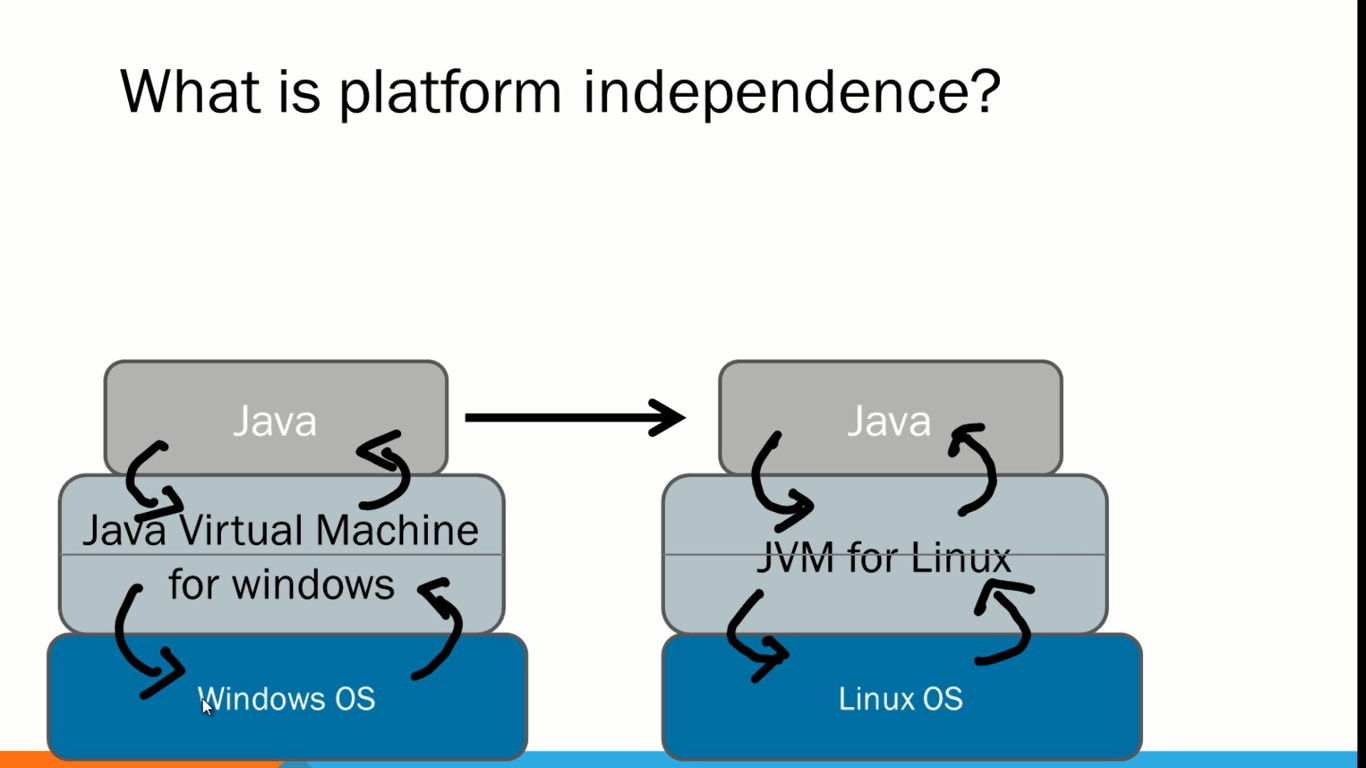 What is platform independence?
Java
Java
Java Virtual Machine
for windows
JVM for Linux
Windows OS
Linux OS